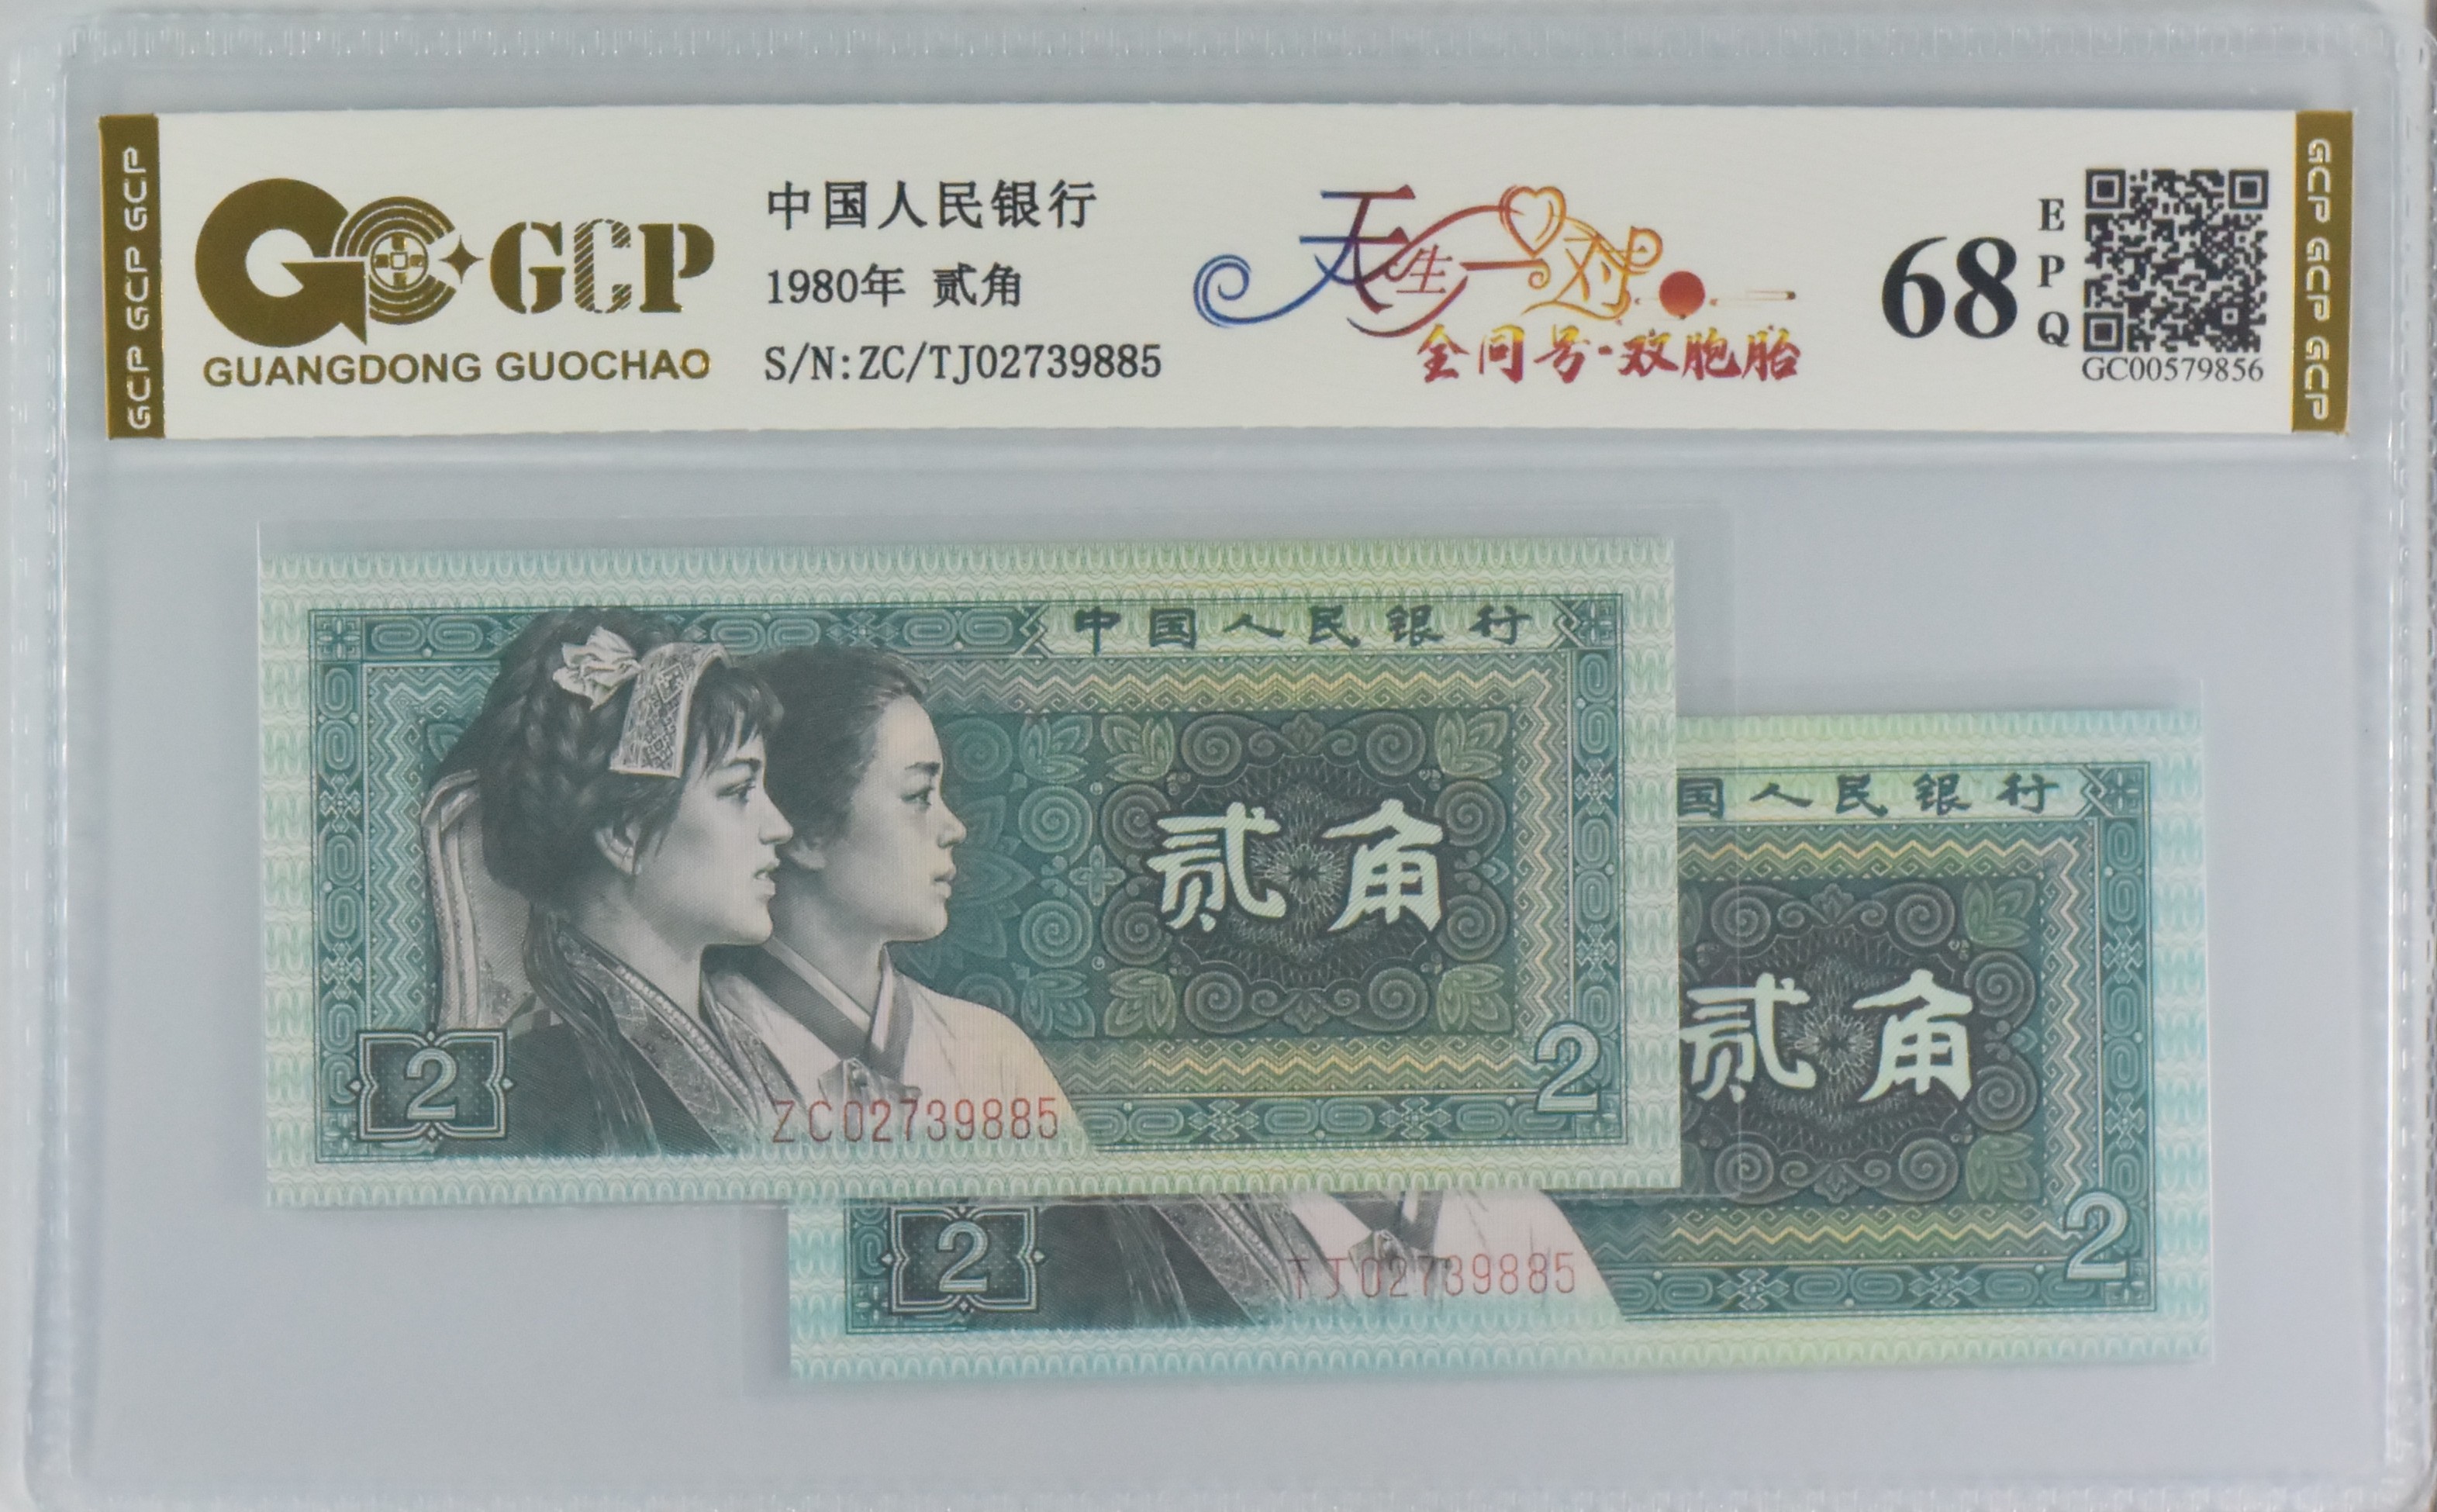 GCP GCP GCP GCP
GCP
GUANGDONG GUOCHAO
中国人民银行
1980年 贰角
S/N:ZC/TJ02739885
天生一对
全同号·双胞胎
68
EPQ
GC00579856
GCP GCP GCP GCP
中国人民银行
贰角
2
ZC02739885
2
国人民银行
贰角
2
TJ02739885
2